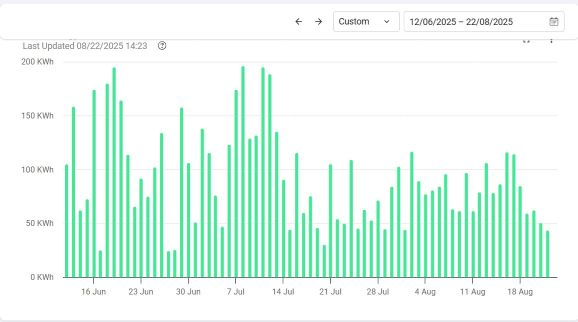 ← → Custom 12/06/2025 – 22/08/2025
Last Updated 08/22/2025 14:23 ?
200 KWh
150 KWh
100 KWh
50 KWh
0 KWh
16 Jun 23 Jun 30 Jun 7 Jul 14 Jul 21 Jul 28 Jul 4 Aug 11 Aug 18 Aug